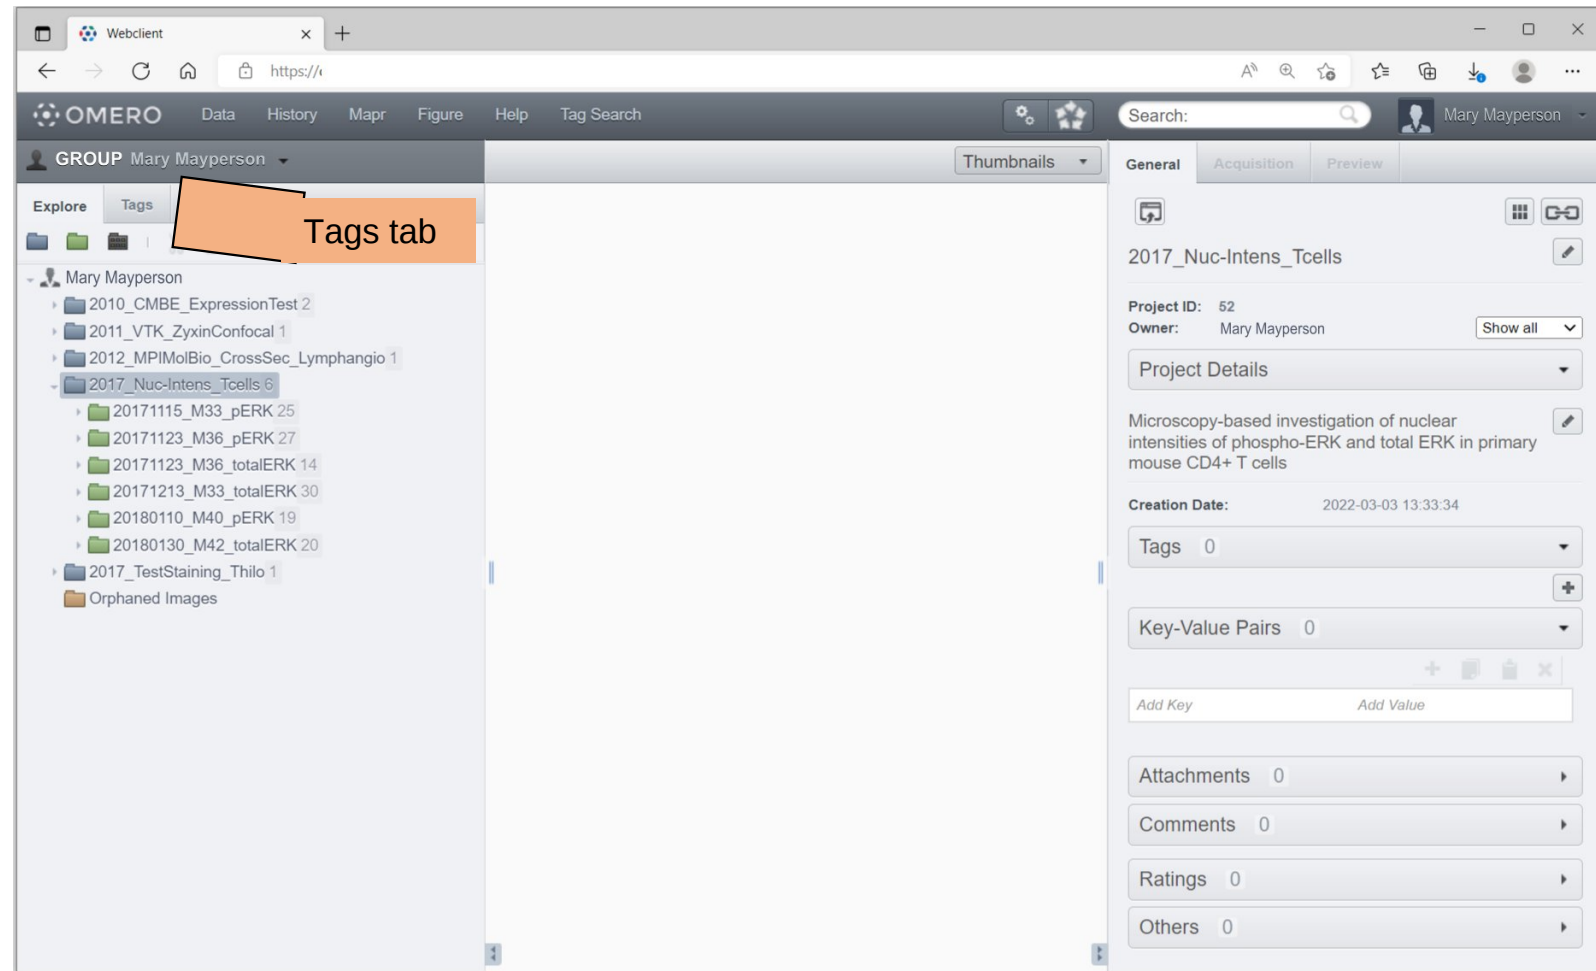 Webclient
https://
OMERO Data History Mapr Figure Help Tag Search Search: Mary Mayperson
GROUP Mary Mayperson
Thumbnails
General Acquisition Preview
Explore Tags
Tags tab
Mary Mayperson
2010_CMBE_ExpressionTest 2
2011_VTK_ZyxinConfocal 1
2012_MPIMolBio_CrossSec_Lymphangio 1
2017_Nuc-Intens_Tcells 6
20171115_M33_pERK 25
20171123_M36_pERK 27
20171123_M36_totalERK 14
20171213_M33_totalERK 30
20180110_M40_pERK 19
20180130_M42_totalERK 20
2017_TestStaining_Thilo 1
Orphaned Images
2017_Nuc-Intens_Tcells
Project ID: 52
Owner: Mary Mayperson
Show all
Project Details
Microscopy-based investigation of nuclear
intensities of phospho-ERK and total ERK in primary
mouse CD4+ T cells
Creation Date: 2022-03-03 13:33:34
Tags 0
Key-Value Pairs 0
Add Key Add Value
Attachments 0
Comments 0
Ratings 0
Others 0